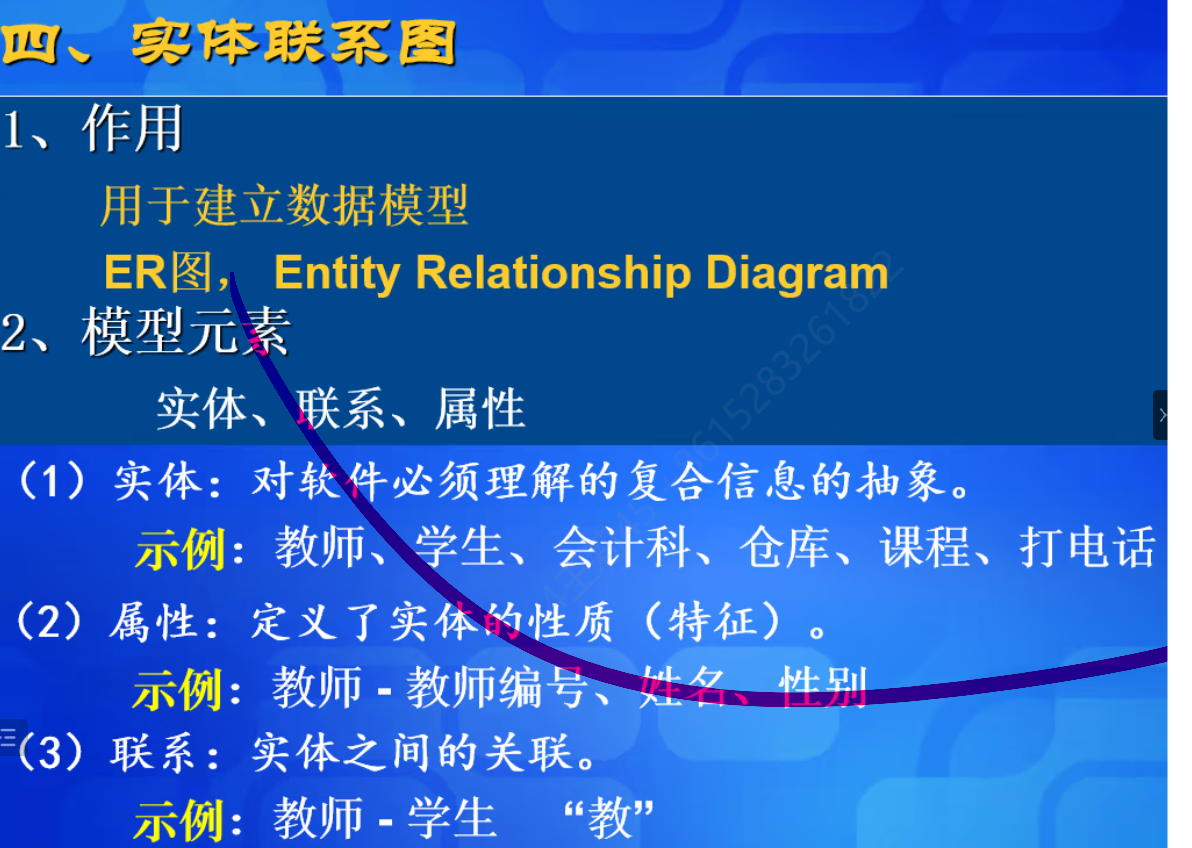 四、实体联系图
1、作用
用于建立数据模型
ER图， Entity Relationship Diagram
2、模型元素
实体、联系、属性
（1）实体：对软件必须理解的复合信息的抽象。
示例：教师、学生、会计科、仓库、课程、打电话
（2）属性：定义了实体的性质（特征）。
示例：教师 - 教师编号、姓名、性别
（3）联系：实体之间的关联。
示例：教师 - 学生 “教”